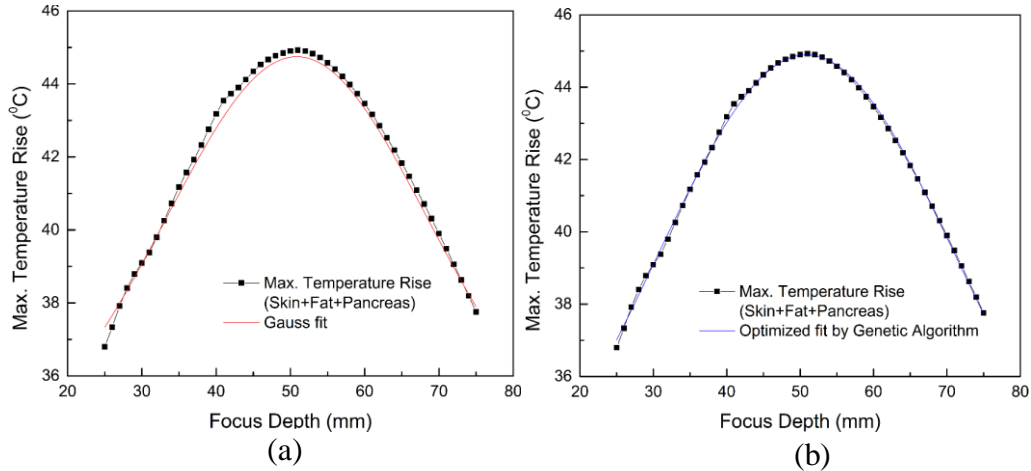 46
44
42
40
38
36
Max. Temperature Rise (⁰C)
Max. Temperature Rise
(Skin+Fat+Pancreas)
Gauss fit
20 30 40 50 60 70 80
Focus Depth (mm)
(a)
46
44
42
40
38
36
Max. Temperature Rise (⁰C)
Max. Temperature Rise
(Skin+Fat+Pancreas)
Optimized fit by Genetic Algorithm
20 30 40 50 60 70 80
Focus Depth (mm)
(b)